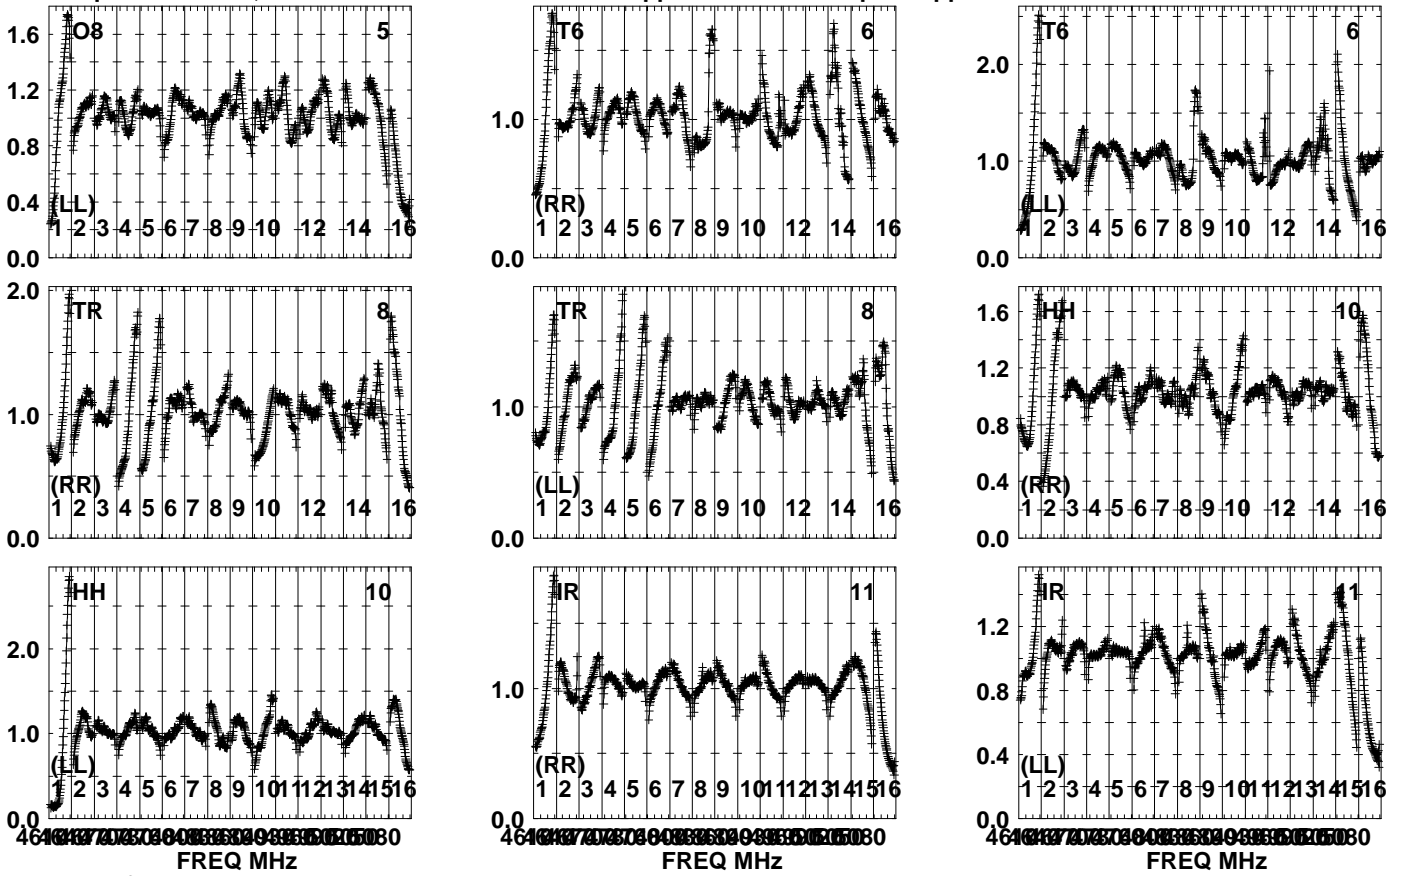 1.6 O8 5
1.2
0.8
0.4 (LL)
1 2 3 4 5 6 7 8 9 10 12 14 16
0.0
T6 6
1.0
(RR)
1 2 3 4 5 6 7 8 9 10 12 14 16
0.0
T6 6
2.0
1.0
(LL)
1 2 3 4 5 6 7 8 9 10 12 14 16
0.0
2.0 TR 8
1.0
(RR)
1 2 3 4 5 6 7 8 9 10 12 14 16
0.0
TR 8
1.0
(LL)
1 2 3 4 5 6 7 8 9 10 12 14 16
0.0
1.6 HH 10
1.2
0.8
0.4 (RR)
1 2 3 4 5 6 7 8 9 10 12 14 16
0.0
HH 10
2.0
1.0
(LL)
1 2 3 4 5 6 7 8 9 10 11 12 13 14 15 16
0.0
FREQ MHz
IR 11
1.0
(RR)
1 2 3 4 5 6 7 8 9 10 11 12 13 14 15 16
0.0
FREQ MHz
IR 11
1.2
0.8
0.4 (LL)
1 2 3 4 5 6 7 8 9 10 11 12 13 14 15 16
0.0
FREQ MHz